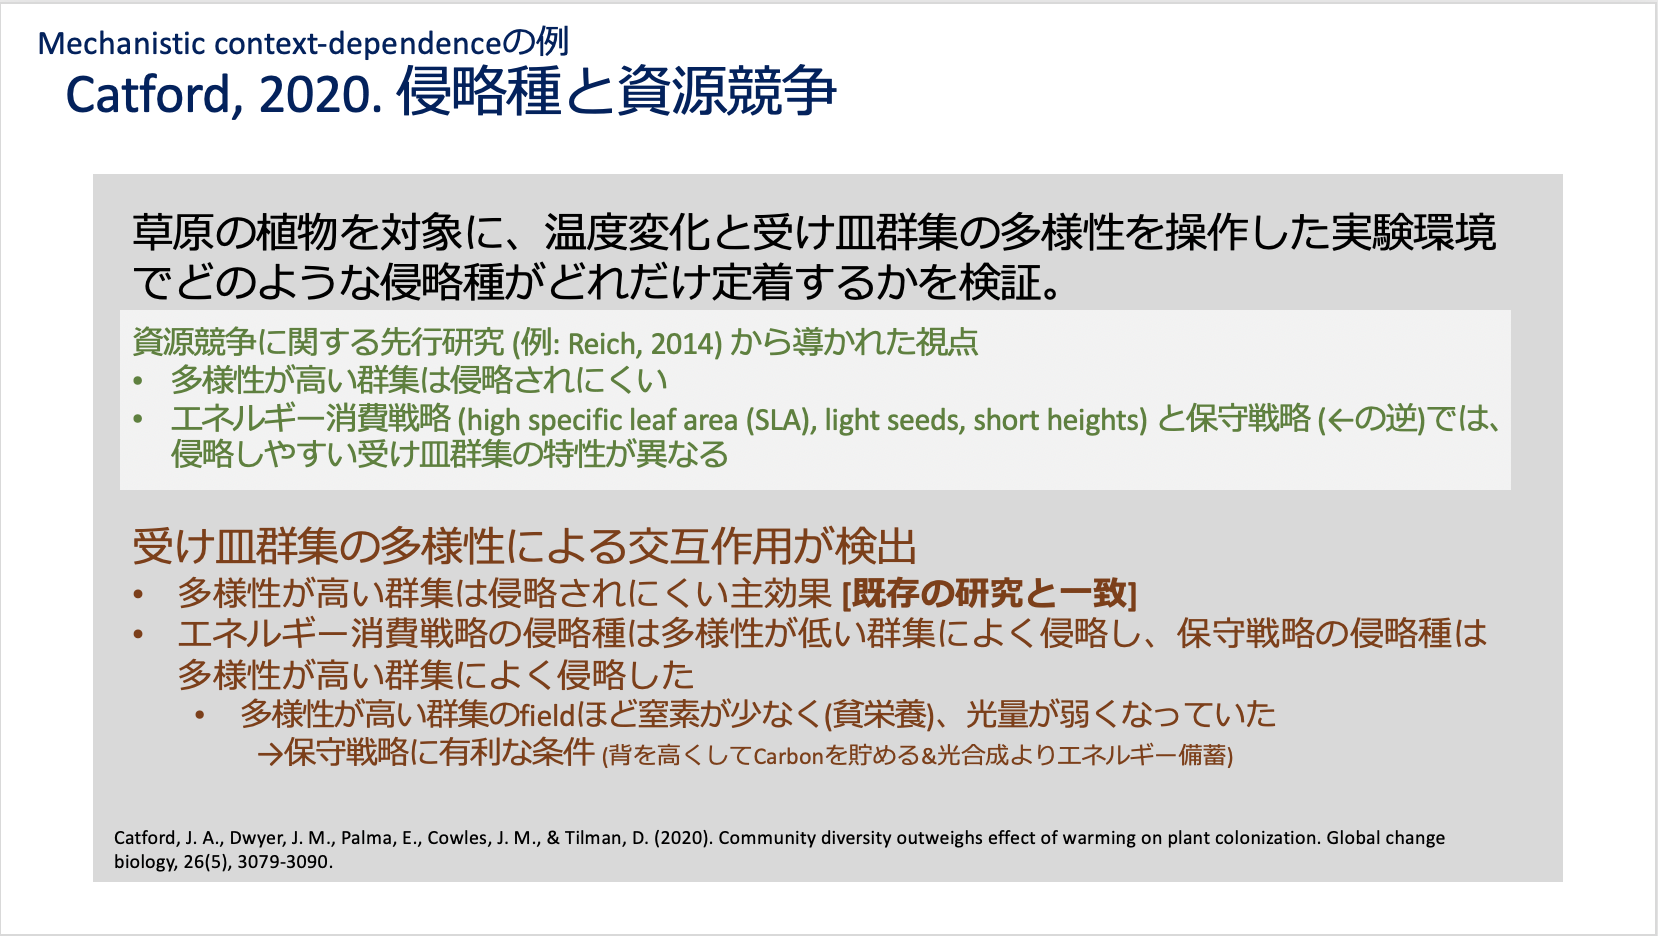 Mechanistic context-dependenceの例
Catford, 2020. 侵略種と資源競争
草原の植物を対象に、温度変化と受け皿群集の多様性を操作した実験環境
でどのような侵略種がどれだけ定着するかを検証。
資源競争に関する先行研究 (例: Reich, 2014) から導かれた視点
• 多様性が高い群集は侵略されにくい
• エネルギー消費戦略 (high specific leaf area (SLA), light seeds, short heights) と保守戦略 (←の逆)では、
侵略しやすい受け皿群集の特性が異なる
受け皿群集の多様性による交互作用が検出
• 多様性が高い群集は侵略されにくい主効果 [既存の研究と一致]
• エネルギー消費戦略の侵略種は多様性が低い群集によく侵略し、保守戦略の侵略種は
多様性が高い群集によく侵略した
• 多様性が高い群集のfieldほど窒素が少なく(貧栄養)、光量が弱くなっていた
→保守戦略に有利な条件 (背を高くしてCarbonを貯める&光合成よりエネルギー備蓄)
Catford, J. A., Dwyer, J. M., Palma, E., Cowles, J. M., & Tilman, D. (2020). Community diversity outweighs effect of warming on plant colonization. Global change
biology, 26(5), 3079-3090.